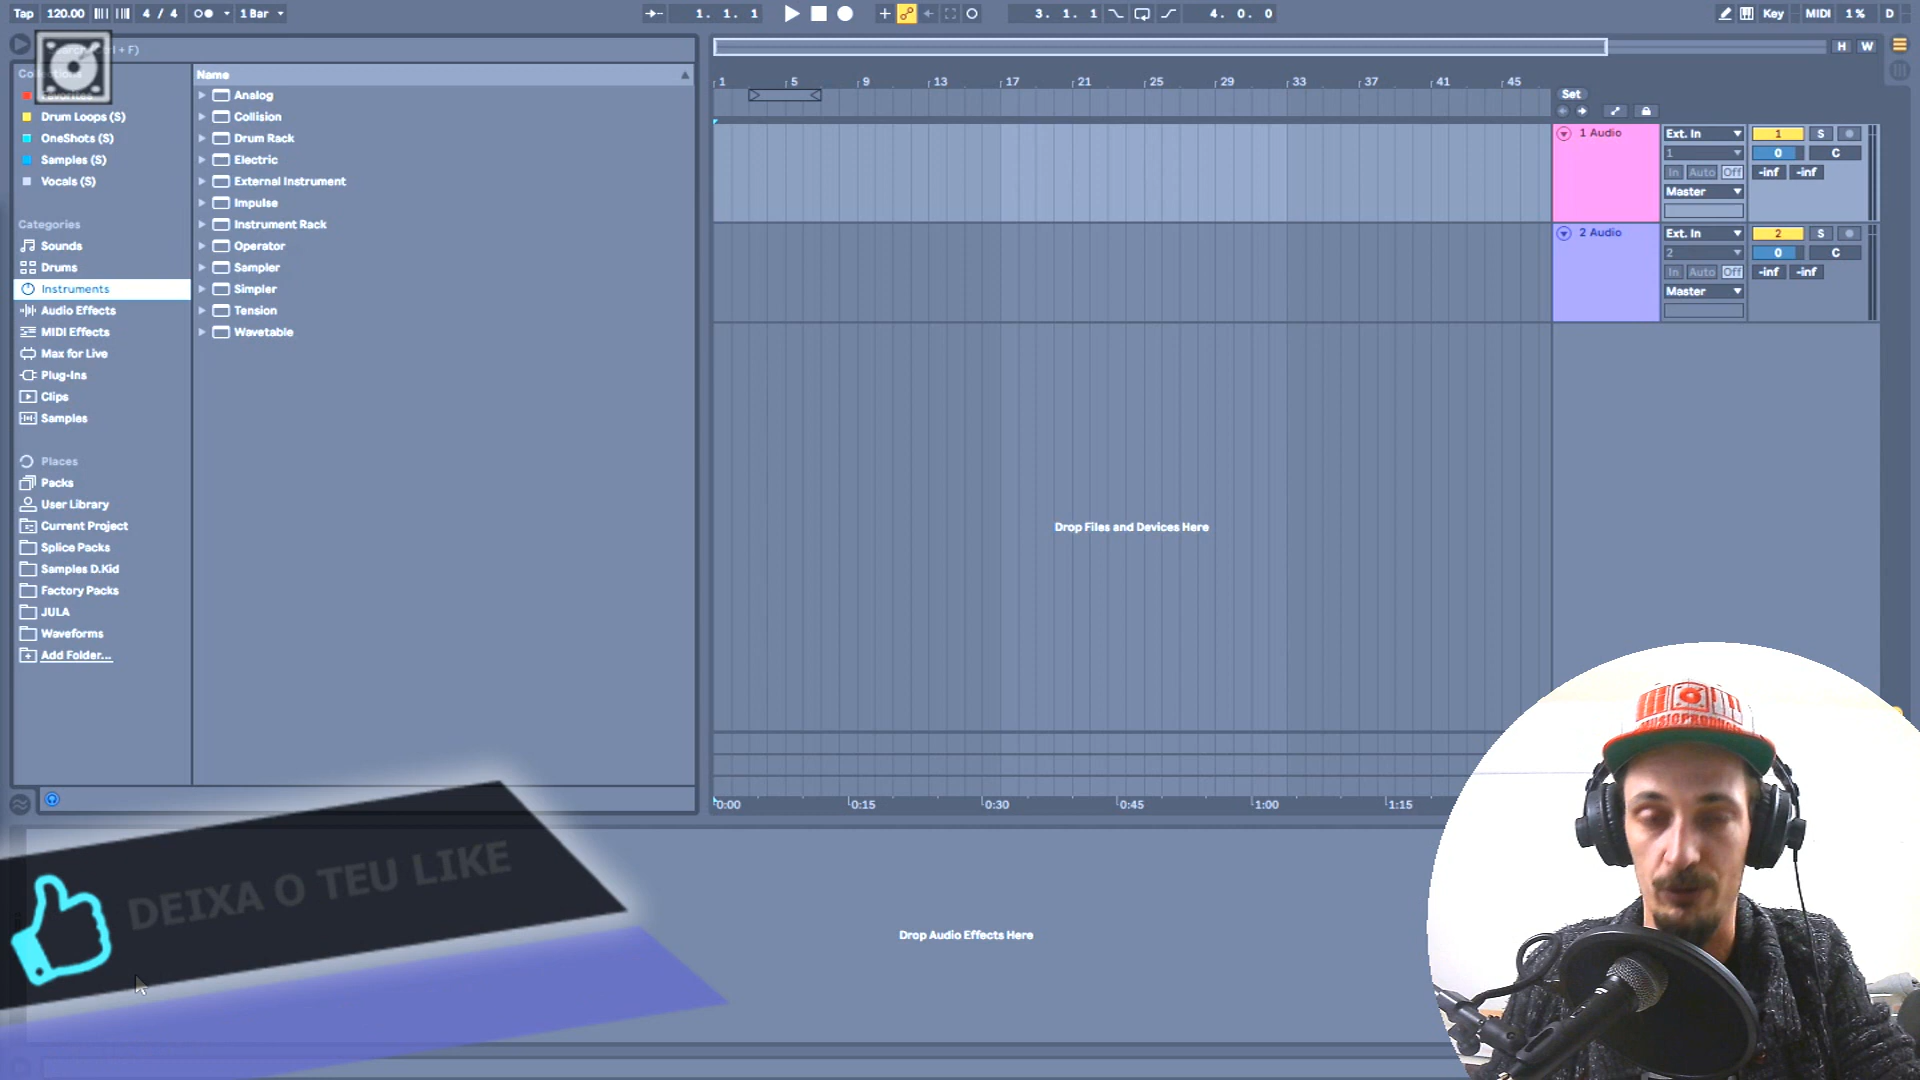 Tap 120.00 4 / 4 1 Bar 1. 1. 1 3. 1. 1 4. 0. 0 Key MIDI 1 % D
H W
1 5 9 13 17 21 25 29 33 37 41 45
Set
Drum Loops (S)
OneShots (S)
Samples (S)
Vocals (S)
Categories
Sounds
Drums
Instruments
Audio Effects
MIDI Effects
Max for Live
Plug-Ins
Clips
Samples
Places
Packs
User Library
Current Project
Splice Packs
Samples D.Kid
Factory Packs
JULA
Waveforms
Add Folder...
Name
Analog
Collision
Drum Rack
Electric
External Instrument
Impulse
Instrument Rack
Operator
Sampler
Simpler
Tension
Wavetable
1 Audio Ext. In 1 S
1 0 C
In Auto Off -inf -inf
Master
2 Audio Ext. In 2 S
2 0 C
In Auto Off -inf -inf
Master
Drop Files and Devices Here
0:00 0:15 0:30 0:45 1:00 1:15
Drop Audio Effects Here
DEIXA O TEU LIKE